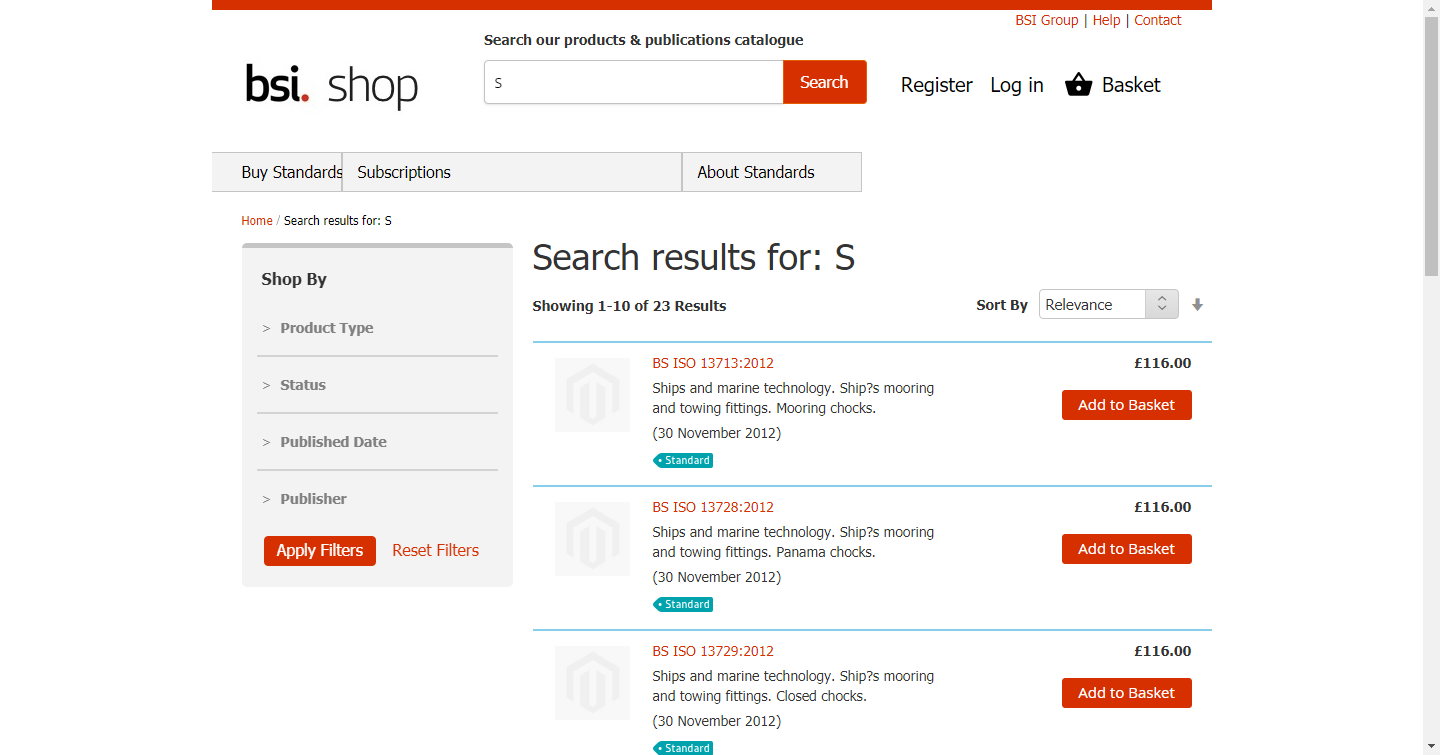 BSI Group | Help | Contact
Search our products & publications catalogue
bsi. shop
S
Search
Register
Log in
Basket
Buy Standards
Subscriptions
About Standards
Home / Search results for: S
Shop By
> Product Type
> Status
> Published Date
> Publisher
Apply Filters
Reset Filters
Search results for: S
Showing 1-10 of 23 Results
Sort By
Relevance
BS ISO 13713:2012
£116.00
Ships and marine technology. Ship?s mooring
and towing fittings. Mooring chocks.
Add to Basket
(30 November 2012)
Standard
BS ISO 13728:2012
£116.00
Ships and marine technology. Ship?s mooring
and towing fittings. Panama chocks.
Add to Basket
(30 November 2012)
Standard
BS ISO 13729:2012
£116.00
Ships and marine technology. Ship?s mooring
and towing fittings. Closed chocks.
Add to Basket
(30 November 2012)
Standard